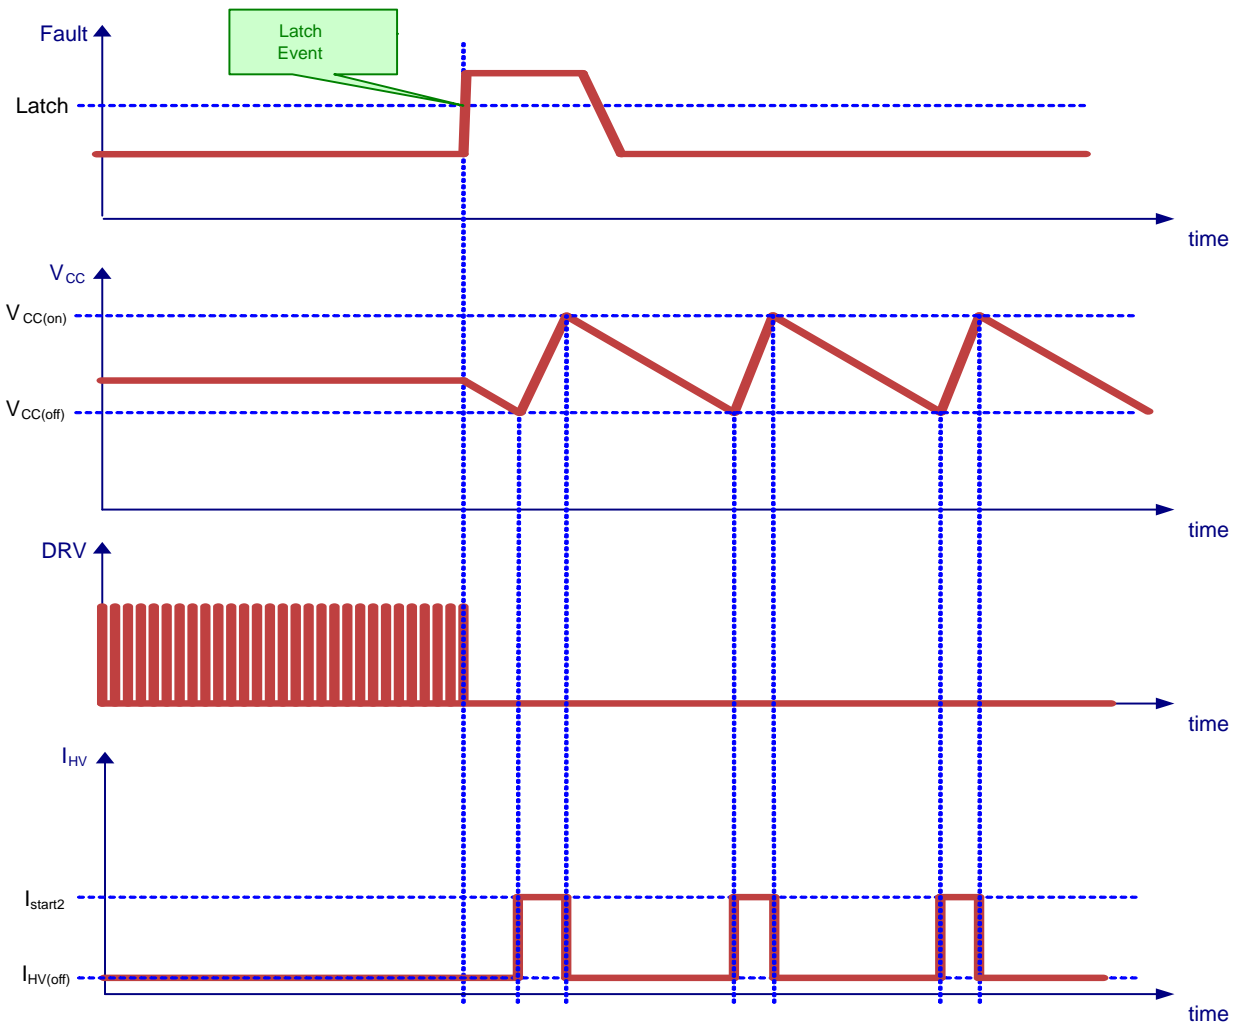 Fault
Latch
Event
Latch
time
VCC
VCC(on)
VCC(off)
time
DRV
time
IHV
Istart2
IHV(off)
time